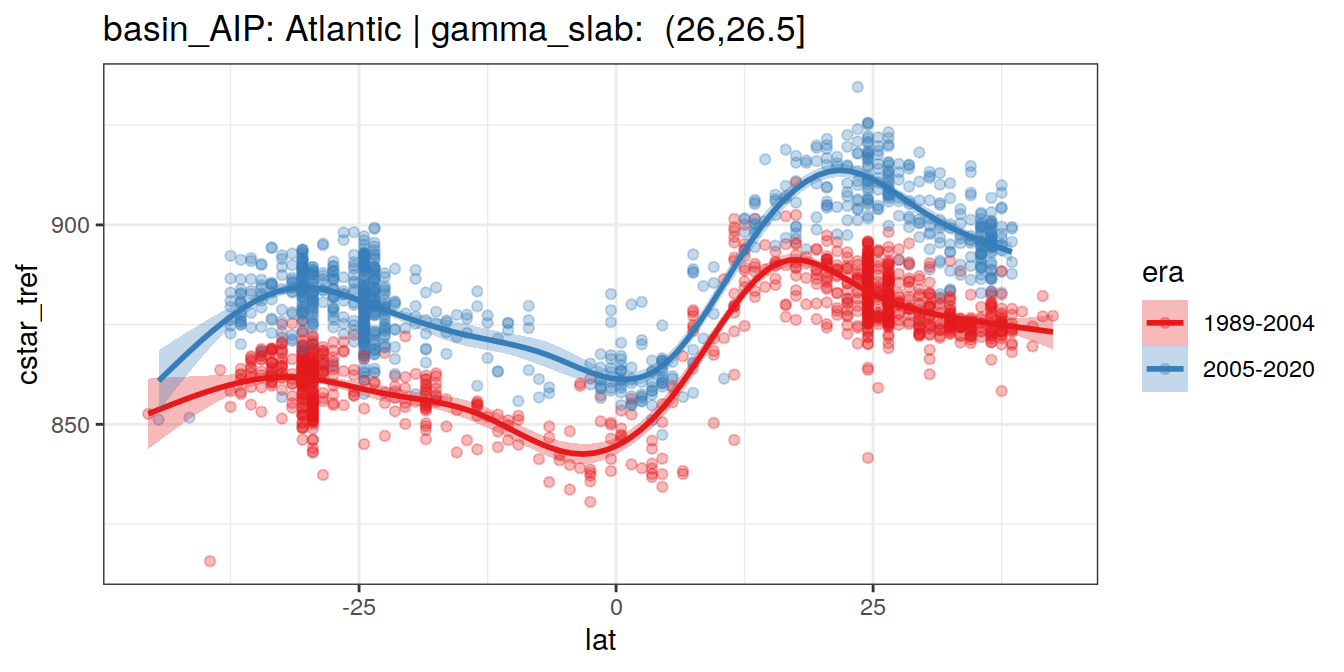 basin_AIP: Atlantic | gamma_slab:  (26,26.5]
cstar_tref
900
850
-25
0
25
lat
era
1989-2004
2005-2020